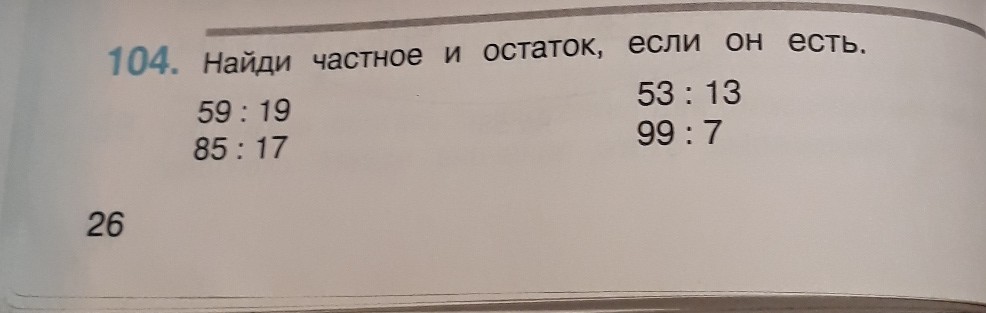 104. Найди частное и остаток, если он есть.
59 : 19
53 : 13
85 : 17
99 : 7
26